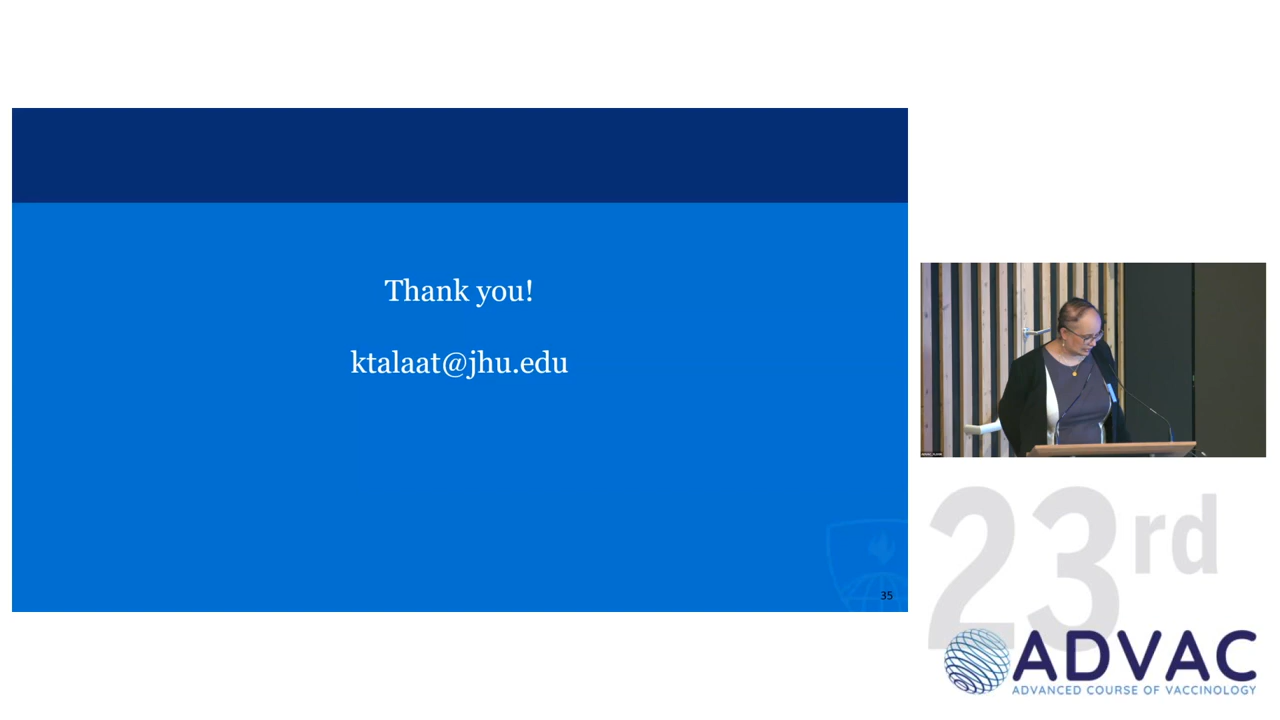 Thank you!
ktalaat@jhu.edu
35
23rd
ADVAC
ADVANCED COURSE OF VACCINOLOGY